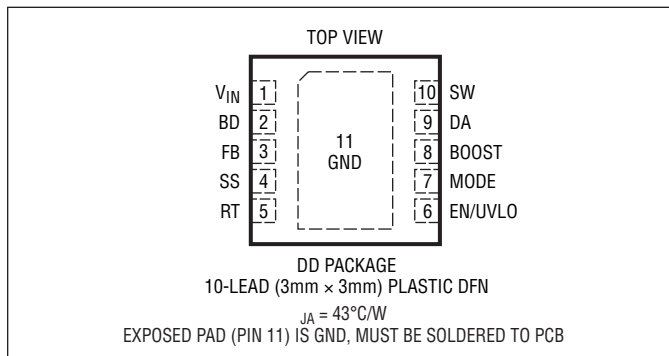 TOP VIEW
V_IN 1
BD 2
FB 3
SS 4
RT 5
11
GND
10 SW
9 DA
8 BOOST
7 MODE
6 EN/UVLO
DD PACKAGE
10-LEAD (3mm × 3mm) PLASTIC DFN
JA = 43°C/W
EXPOSED PAD (PIN 11) IS GND, MUST BE SOLDERED TO PCB